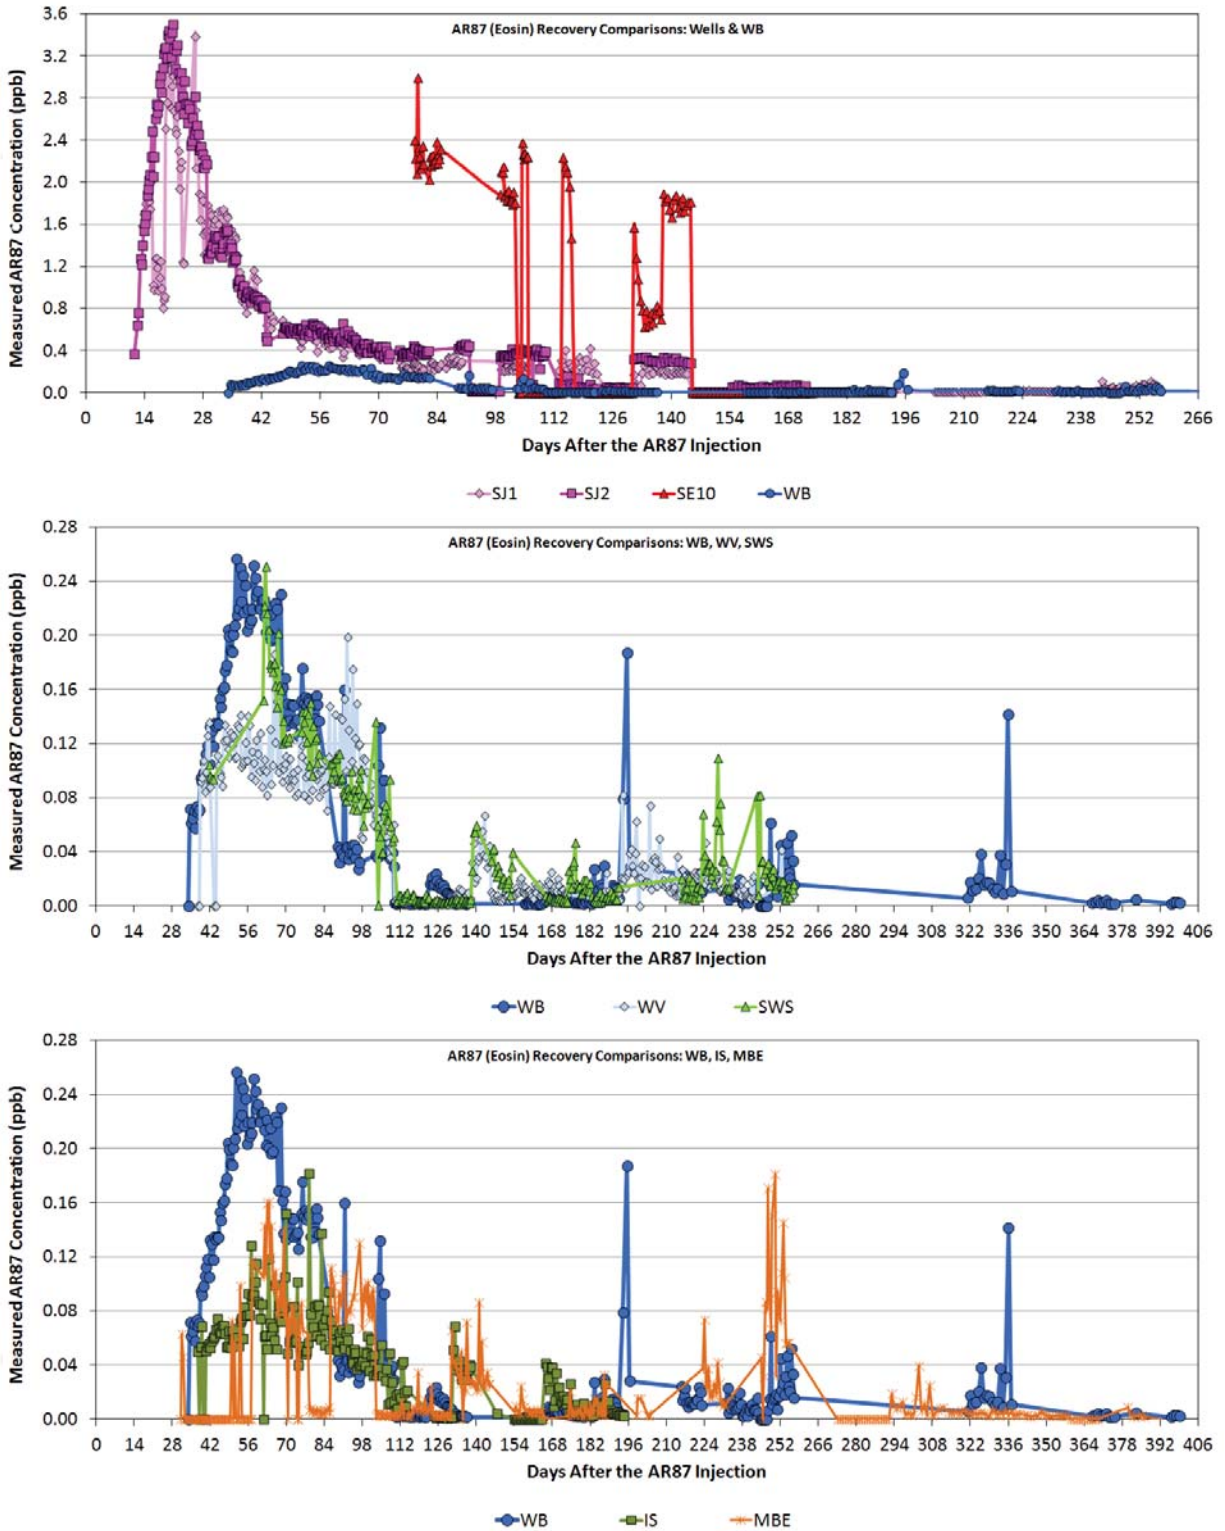 AR87 (Eosin) Recovery Comparisons: Wells & WB
Measured AR87 Concentration (ppb)
3.6
3.2
2.8
2.4
2.0
1.6
1.2
0.8
0.4
0.0
0 14 28 42 56 70 84 98 112 126 140 154 168 182 196 210 224 238 252 266
Days After the AR87 Injection
SJ1 SJ2 SE10 WB
AR87 (Eosin) Recovery Comparisons: WB, WV, SWS
Measured AR87 Concentration (ppb)
0.28
0.24
0.20
0.16
0.12
0.08
0.04
0.00
0 14 28 42 56 70 84 98 112 126 140 154 168 182 196 210 224 238 252 266 280 294 308 322 336 350 364 378 392 406
Days After the AR87 Injection
WB WV SWS
AR87 (Eosin) Recovery Comparisons: WB, IS, MBE
Measured AR87 Concentration (ppb)
0.28
0.24
0.20
0.16
0.12
0.08
0.04
0.00
0 14 28 42 56 70 84 98 112 126 140 154 168 182 196 210 224 238 252 266 280 294 308 322 336 350 364 378 392 406
Days After the AR87 Injection
WB IS MBE